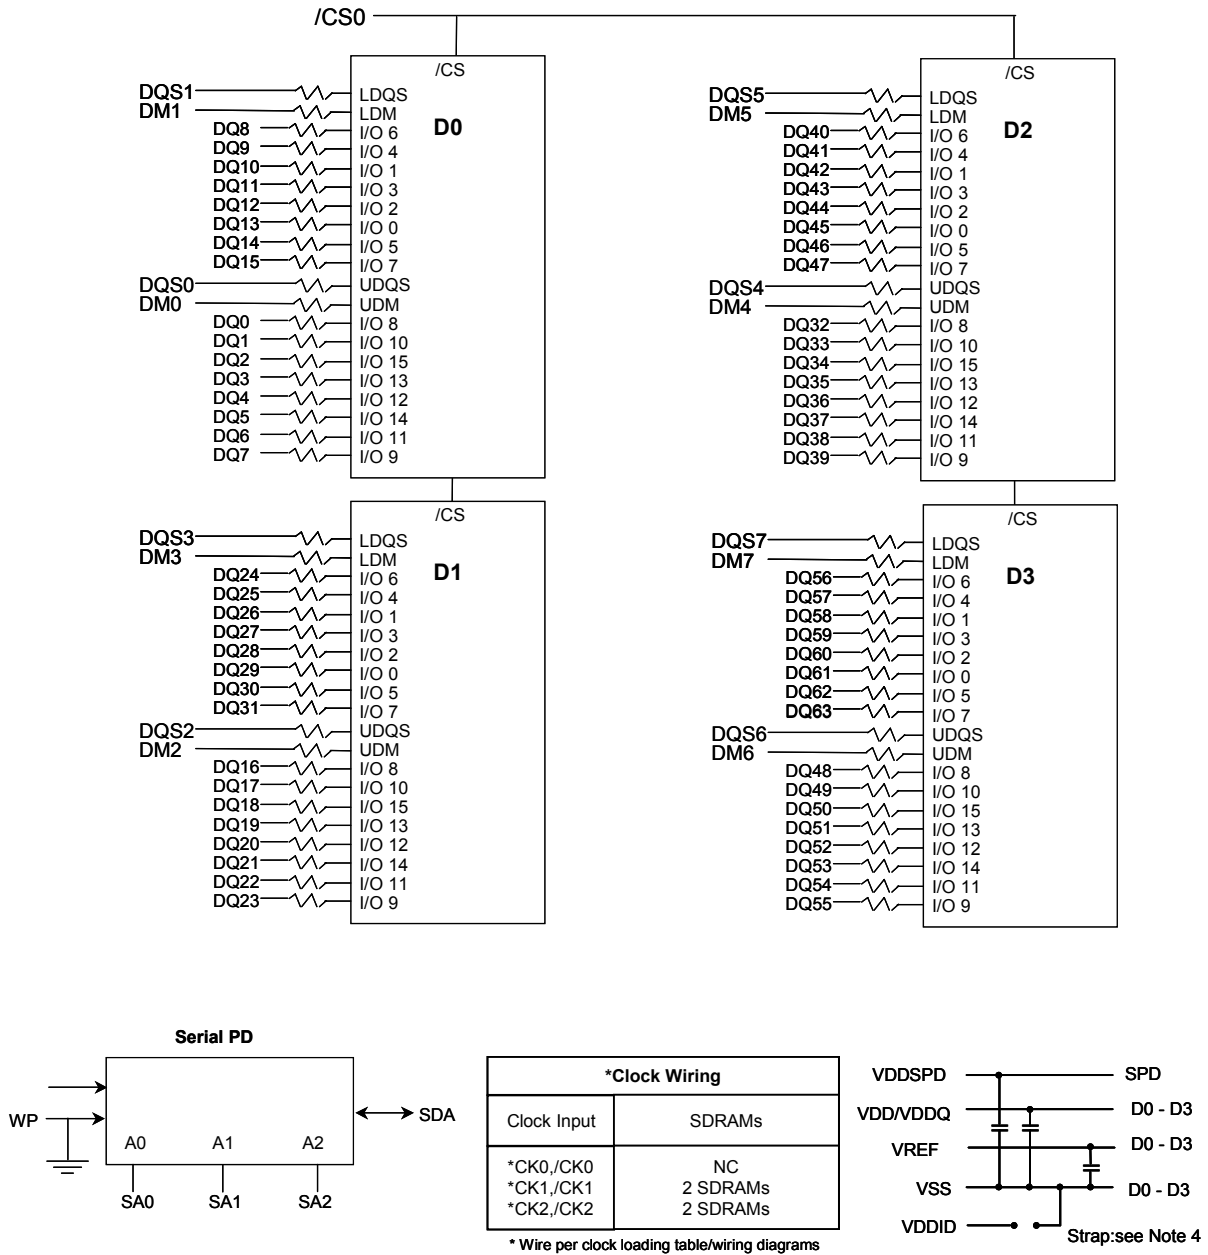 /CS0
/CS
DQS1 LDQS
DM1 LDM
D0
DQ8 I/O 6
DQ9 I/O 4
DQ10 I/O 1
DQ11 I/O 3
DQ12 I/O 2
DQ13 I/O 0
DQ14 I/O 5
DQ15 I/O 7
DQS0 UDQS
DM0 UDM
DQ0 I/O 8
DQ1 I/O 10
DQ2 I/O 15
DQ3 I/O 13
DQ4 I/O 12
DQ5 I/O 14
DQ6 I/O 11
DQ7 I/O 9
/CS
DQS5 LDQS
DM5 LDM
D2
DQ40 I/O 6
DQ41 I/O 4
DQ42 I/O 1
DQ43 I/O 3
DQ44 I/O 2
DQ45 I/O 0
DQ46 I/O 5
DQ47 I/O 7
DQS4 UDQS
DM4 UDM
DQ32 I/O 8
DQ33 I/O 10
DQ34 I/O 15
DQ35 I/O 13
DQ36 I/O 12
DQ37 I/O 14
DQ38 I/O 11
DQ39 I/O 9
/CS
DQS3 LDQS
DM3 LDM
D1
DQ24 I/O 6
DQ25 I/O 4
DQ26 I/O 1
DQ27 I/O 3
DQ28 I/O 2
DQ29 I/O 0
DQ30 I/O 5
DQ31 I/O 7
DQS2 UDQS
DM2 UDM
DQ16 I/O 8
DQ17 I/O 10
DQ18 I/O 15
DQ19 I/O 13
DQ20 I/O 12
DQ21 I/O 14
DQ22 I/O 11
DQ23 I/O 9
/CS
DQS7 LDQS
DM7 LDM
D3
DQ56 I/O 6
DQ57 I/O 4
DQ58 I/O 1
DQ59 I/O 3
DQ60 I/O 2
DQ61 I/O 0
DQ62 I/O 5
DQ63 I/O 7
DQS6 UDQS
DM6 UDM
DQ48 I/O 8
DQ49 I/O 10
DQ50 I/O 15
DQ51 I/O 13
DQ52 I/O 12
DQ53 I/O 14
DQ54 I/O 11
DQ55 I/O 9
Serial PD
WP
SDA
A0 A1 A2
SA0 SA1 SA2
*Clock Wiring
Clock Input SDRAMs
*CK0,/CK0 NC
*CK1,/CK1 2 SDRAMs
*CK2,/CK2 2 SDRAMs
* Wire per clock loading table/wiring diagrams
VDDSPD SPD
VDD/VDDQ D0 - D3
VREF D0 - D3
VSS D0 - D3
VDDID
Strap:see Note 4